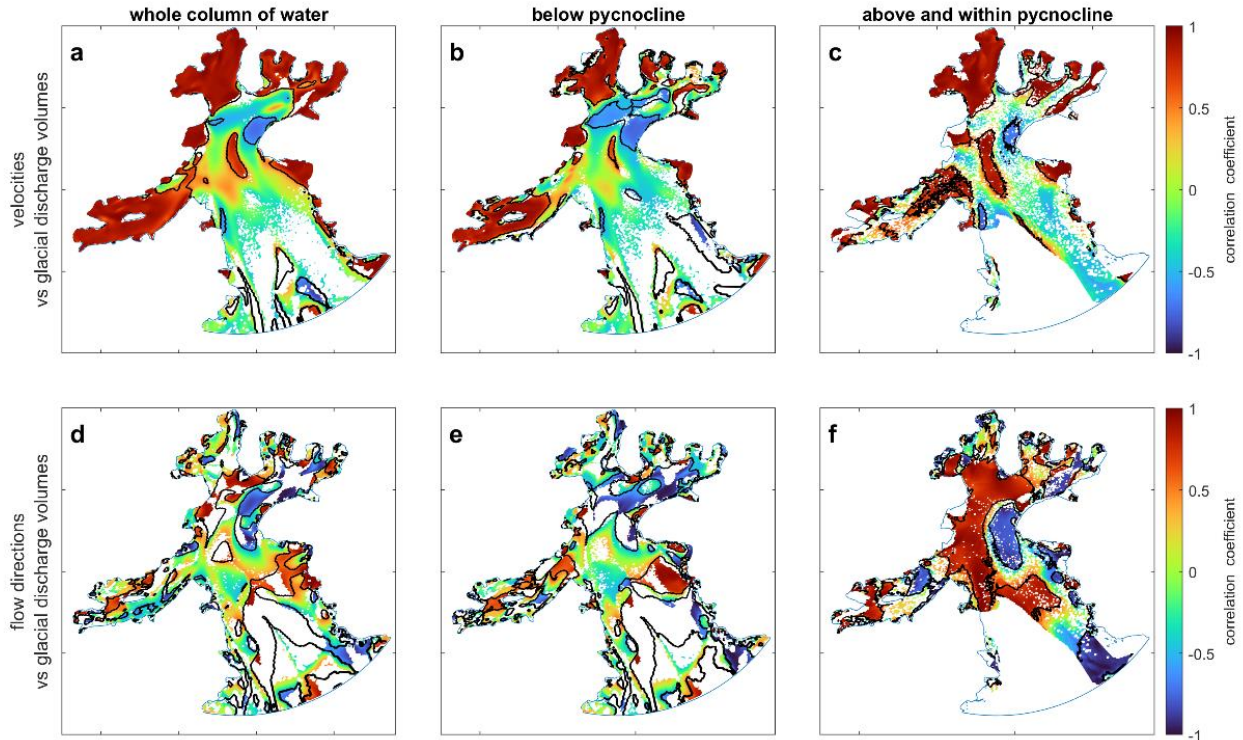 whole column of water
below pycnocline
above and within pycnocline
velocities
vs glacial discharge volumes
a
b
c
1
0.5
0
-0.5
-1
correlation coefficient
flow directions
vs glacial discharge volumes
d
e
f
1
0.5
0
-0.5
-1
correlation coefficient